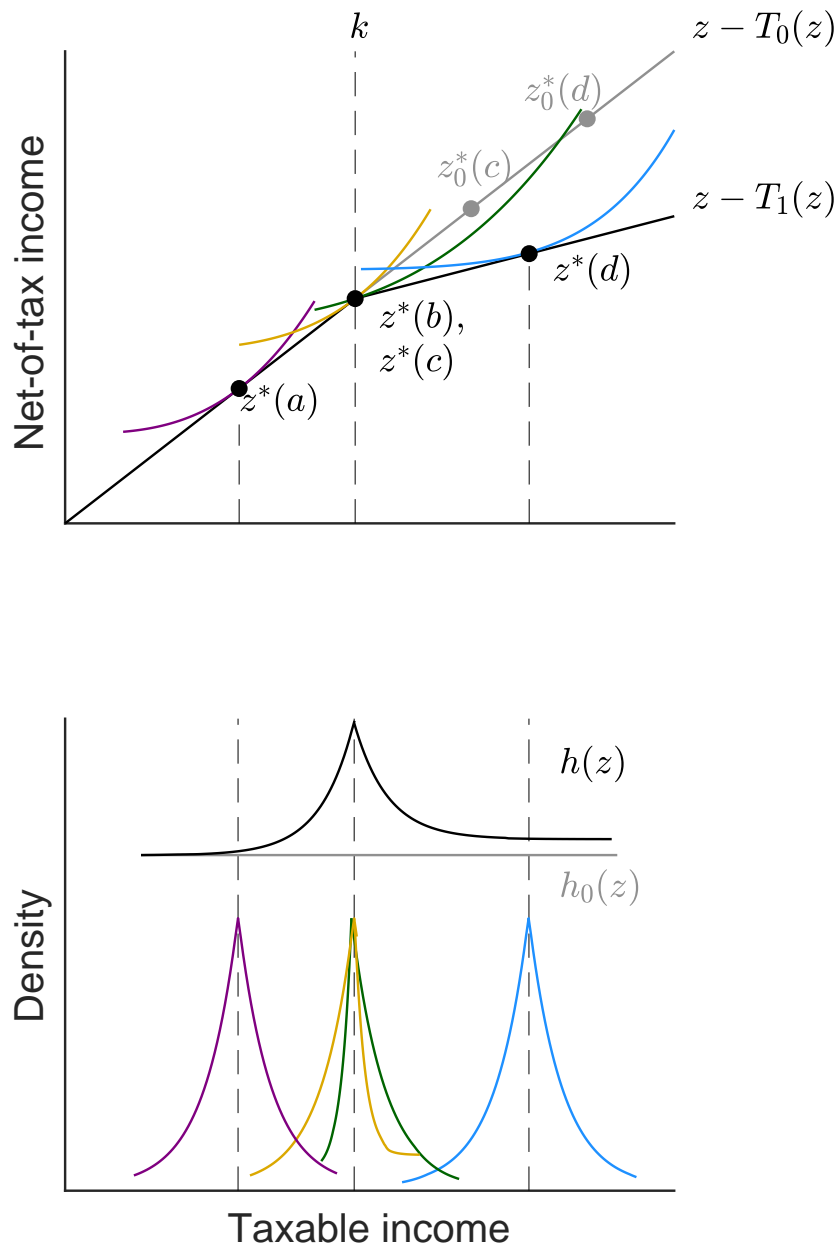 k
z − T₀(z)
z₀*(d)
z₀*(c)
z − T₁(z)
z*(d)
z*(b),
z*(c)
z*(a)
Net-of-tax income
h(z)
h₀(z)
Density
Taxable income